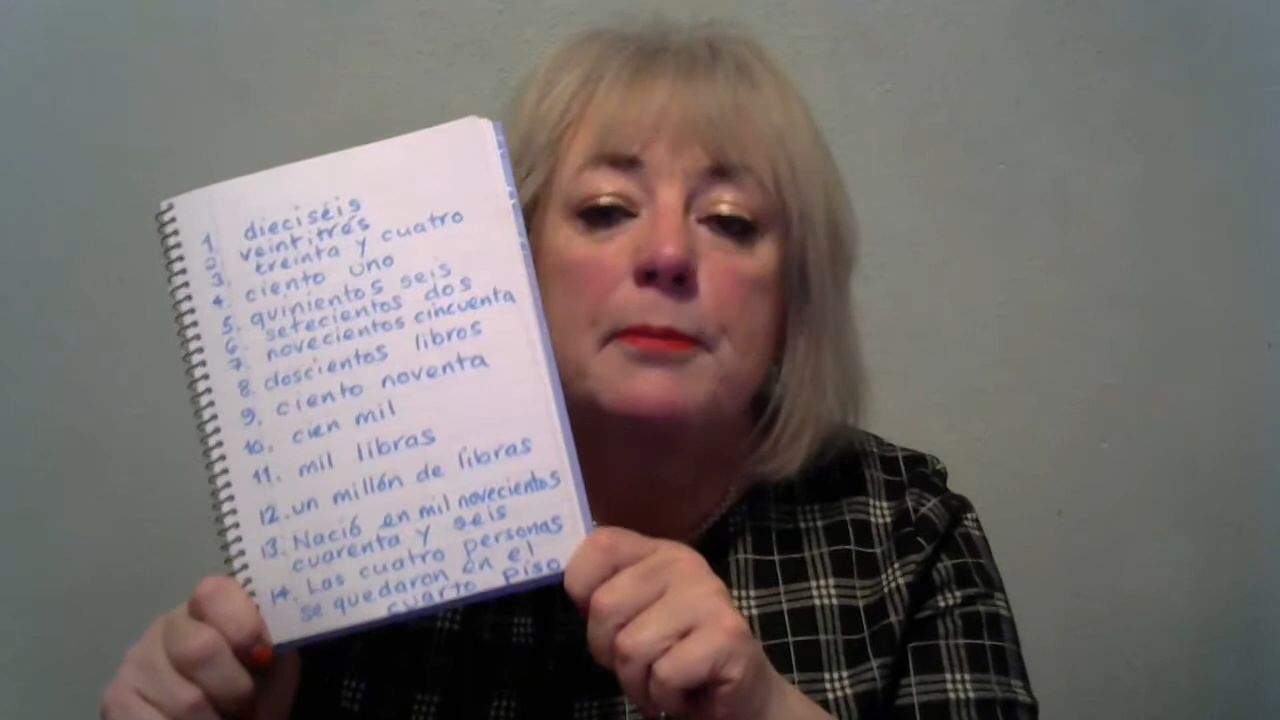 1 dieciséis
2 veintitrés
3. treinta y cuatro
4. ciento uno
5. quinientos seis
6. setecientos dos
7. novecientos cincuenta
8. doscientos libros
9. ciento noventa
10. cien mil
11. mil libras
12. un millón de libras
13. Nació en mil novecientos
cuarenta y seis
14. Las cuatro personas
se quedaron en el
cuarto piso